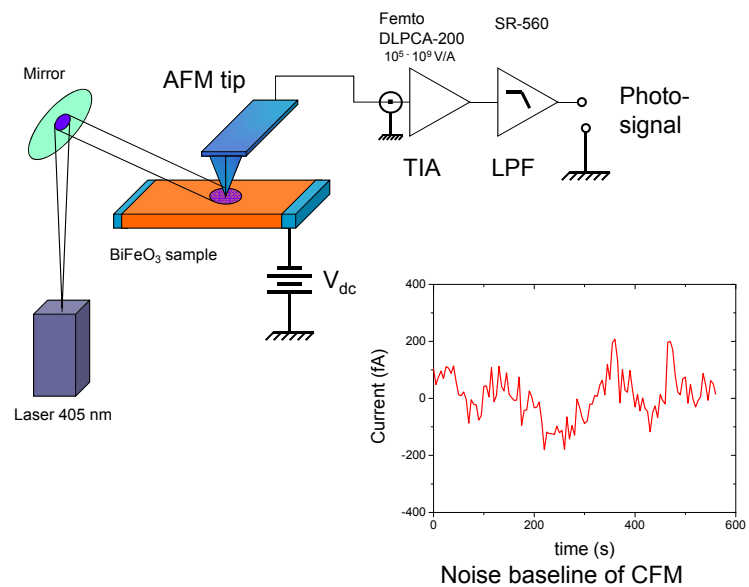 Femto
DLPCA-200
10⁵ - 10⁹ V/A
SR-560
Mirror
AFM tip
Photo-
signal
TIA
LPF
BiFeO₃ sample
V_dc
Laser 405 nm
400
200
0
-200
-400
Current (fA)
0
200
400
600
time (s)
Noise baseline of CFM